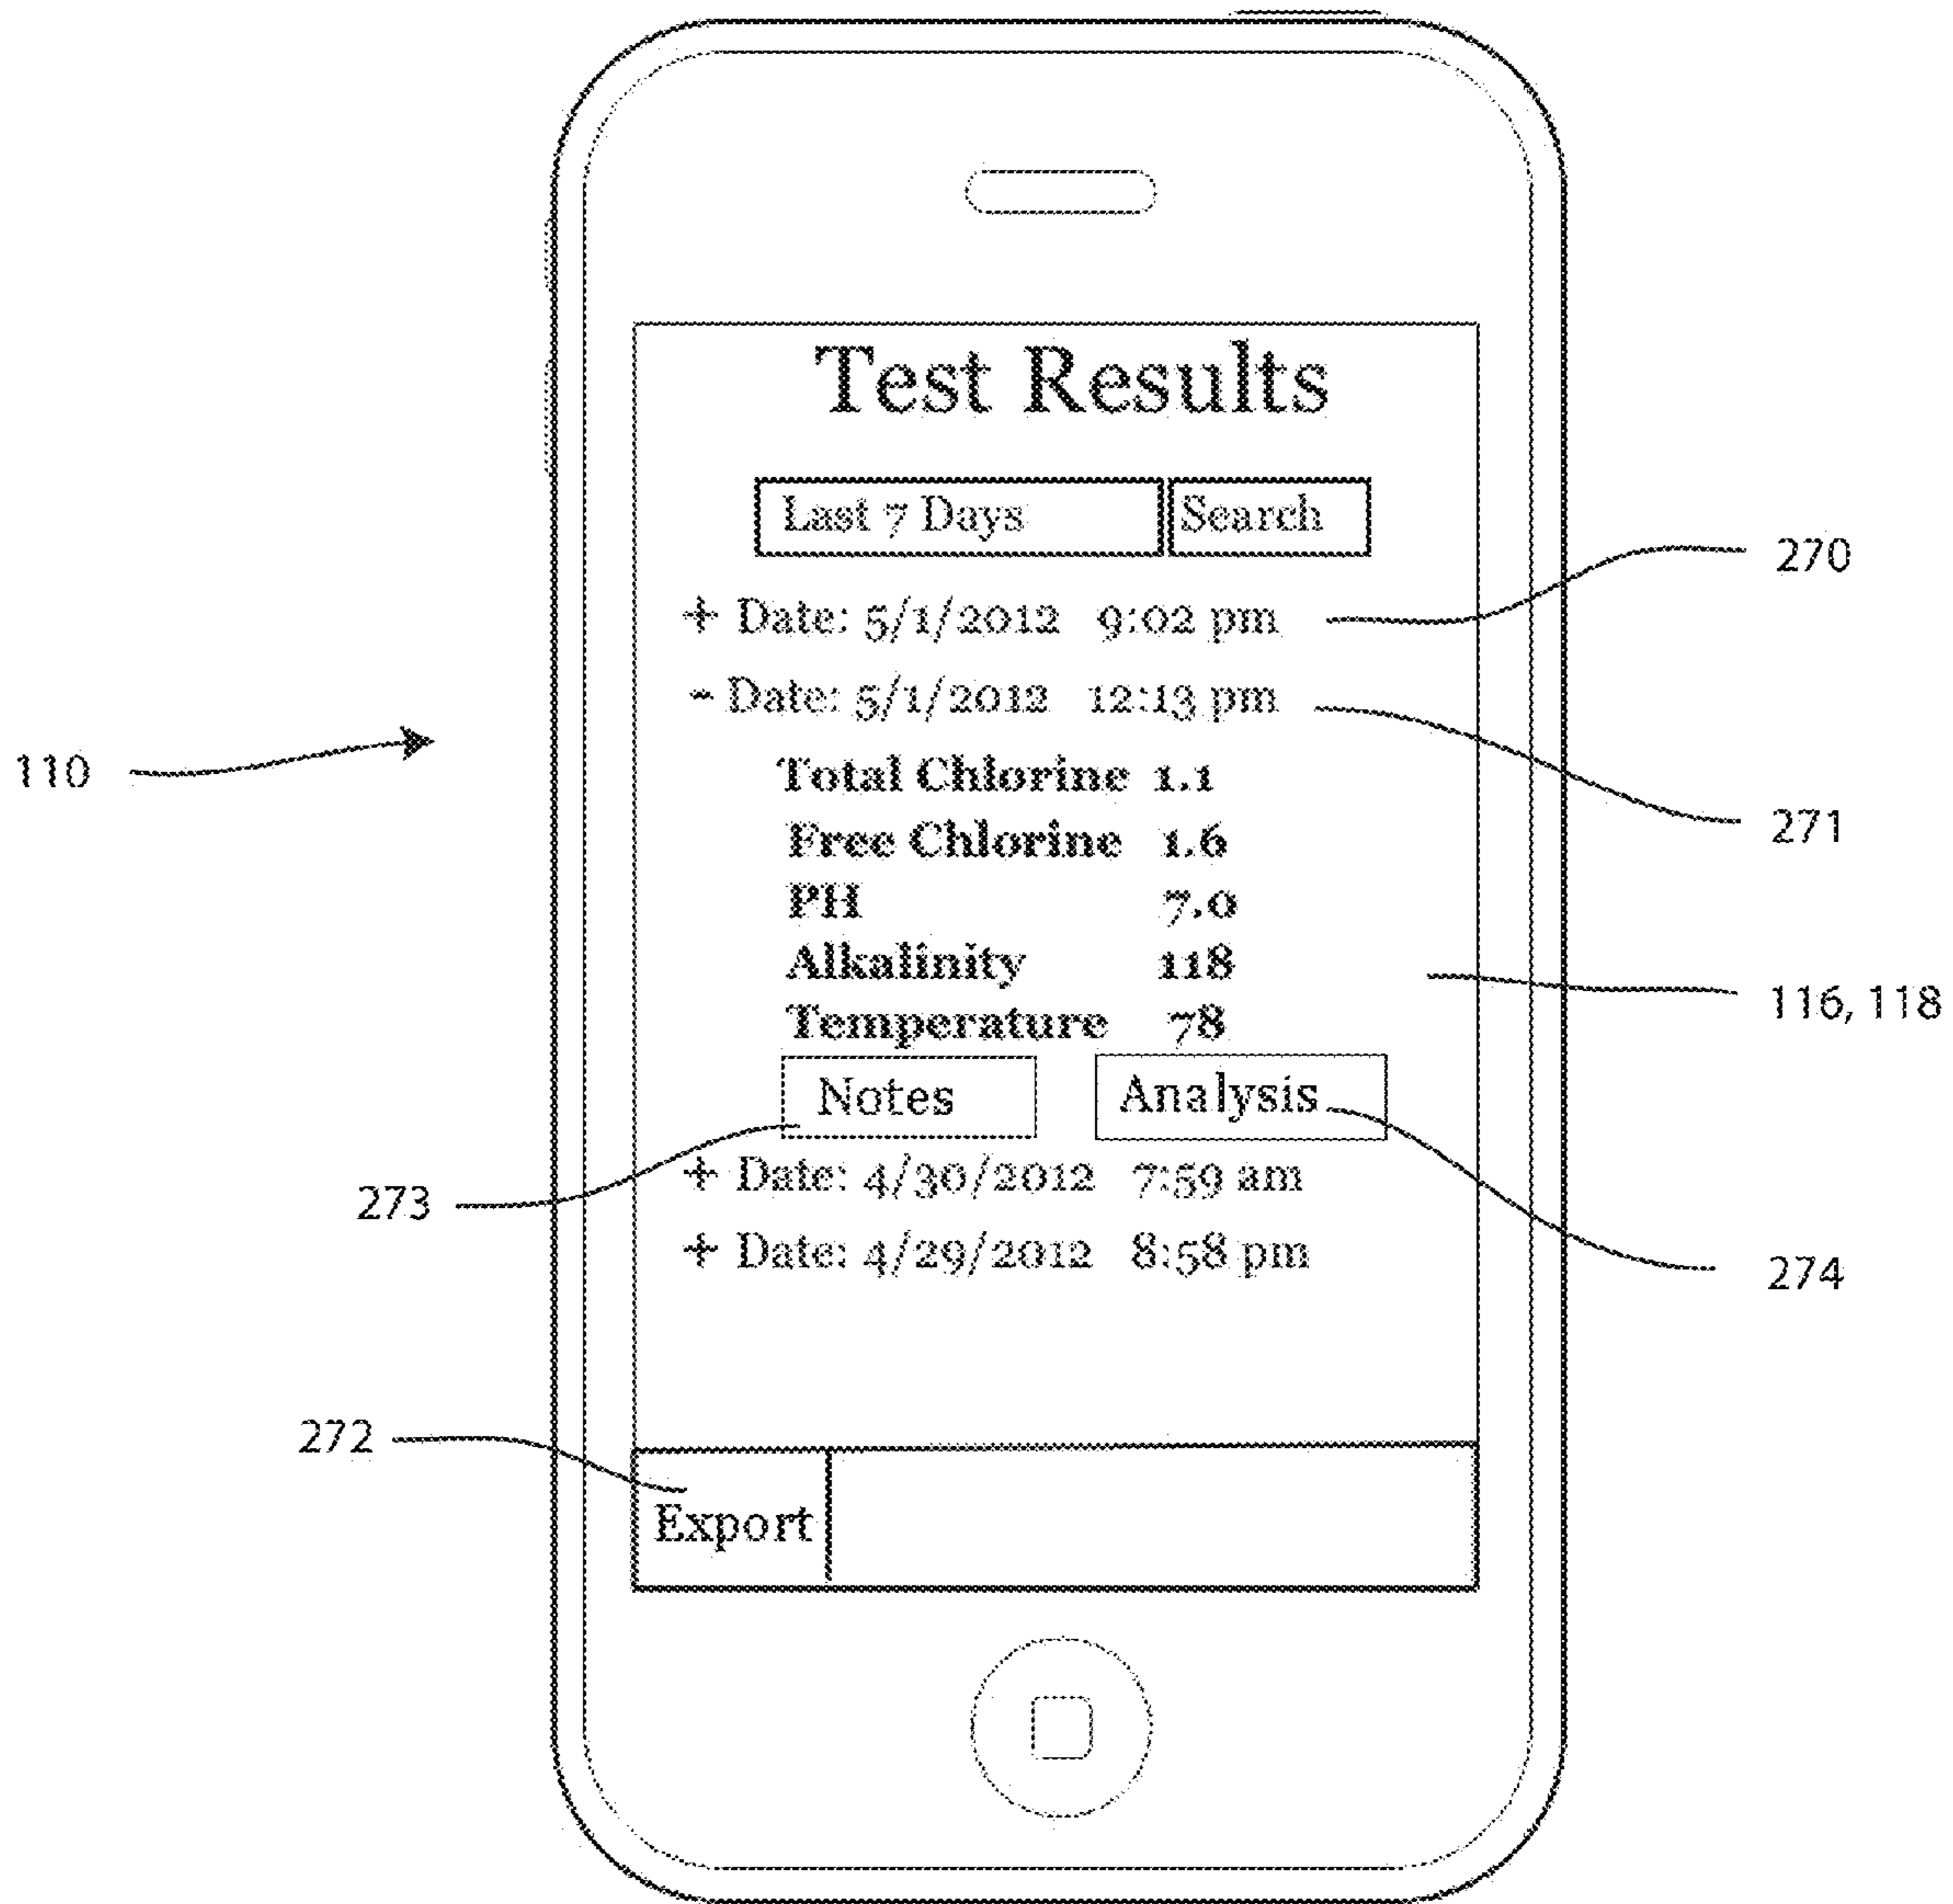 Test Results
Last 7 Days Search
270
+ Date: 5/1/2012 9:02 pm
- Date: 5/1/2012 12:13 pm
110
Total Chlorine 1.1
271
Free Chlorine 1.6
PH 7.0
Alkalinity 118
116, 118
Temperature 78
Notes Analysis
+ Date: 4/30/2012 7:59 am
273
+ Date: 4/29/2012 8:58 pm
274
272
Export